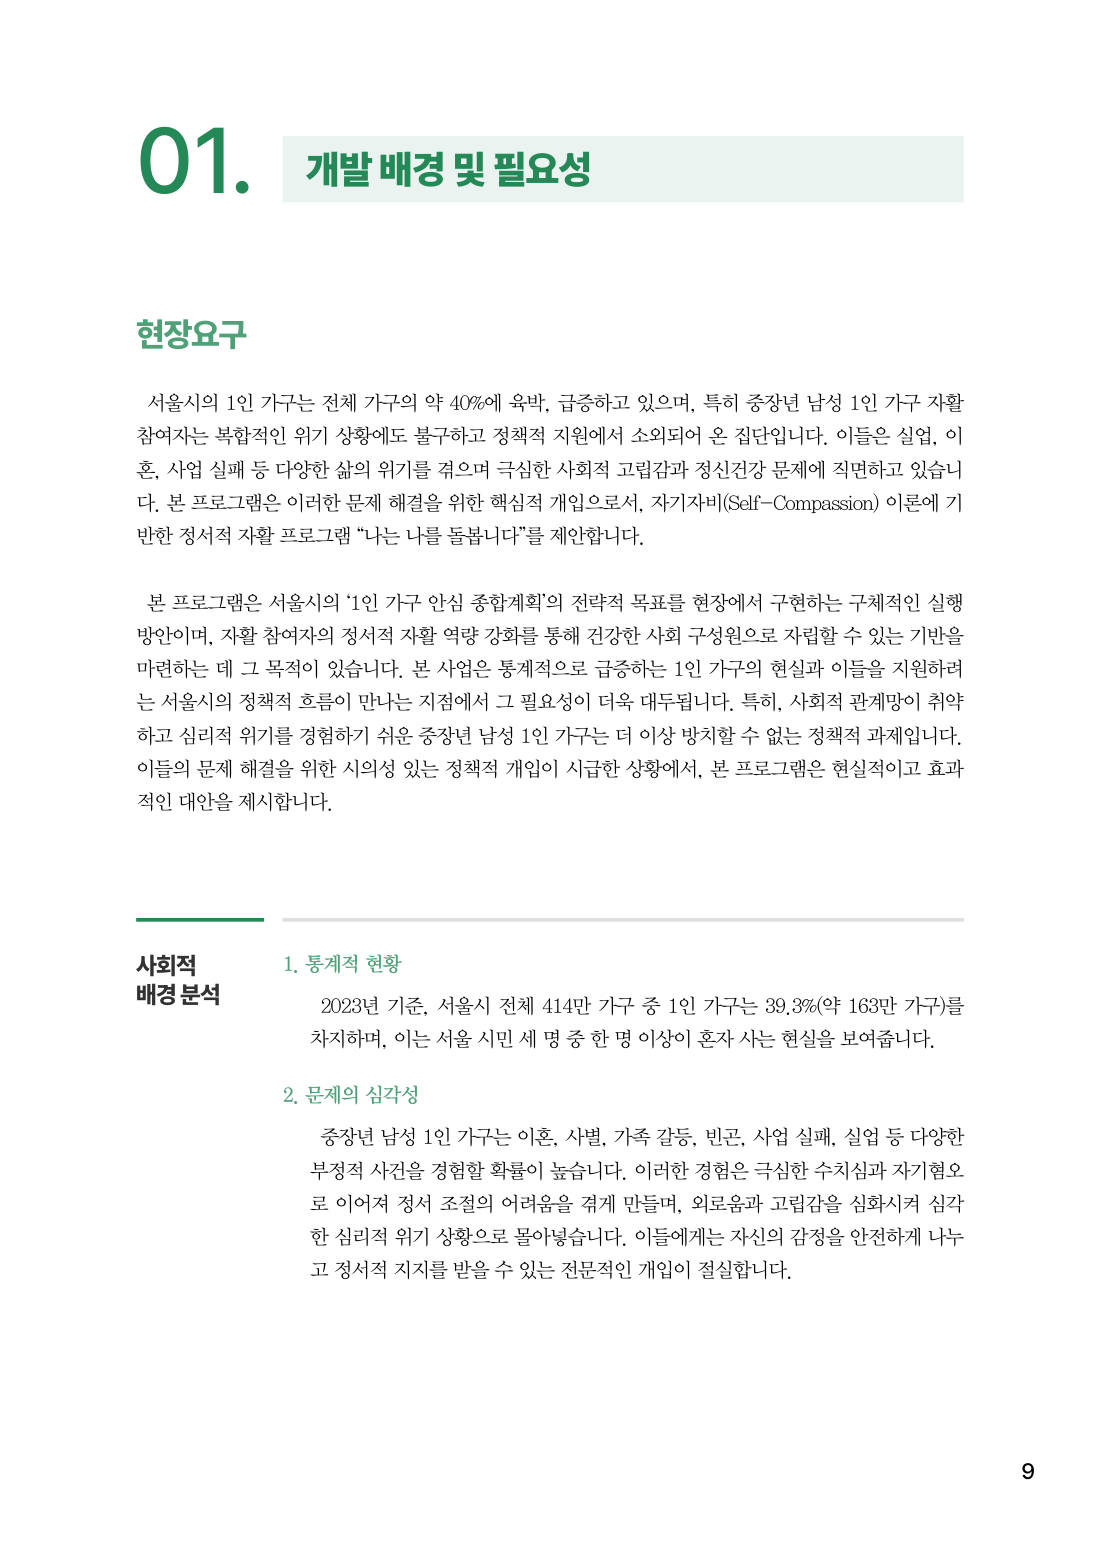 01.
개발 배경 및 필요성
현장요구
서울시의 1인 가구는 전체 가구의 약 40%에 육박, 급증하고 있으며, 특히 중장년 남성 1인 가구 자활
참여자는 복합적인 위기 상황에도 불구하고 정책적 지원에서 소외되어 온 집단입니다. 이들은 실업, 이
혼, 사업 실패 등 다양한 삶의 위기를 겪으며 극심한 사회적 고립감과 정신건강 문제에 직면하고 있습니
다. 본 프로그램은 이러한 문제 해결을 위한 핵심적 개입으로서, 자기자비(Self-Compassion) 이론에 기
반한 정서적 자활 프로그램 “나는 나를 돌봅니다”를 제안합니다.
본 프로그램은 서울시의 ‘1인 가구 안심 종합계획’의 전략적 목표를 현장에서 구현하는 구체적인 실행
방안이며, 자활 참여자의 정서적 자활 역량 강화를 통해 건강한 사회 구성원으로 자립할 수 있는 기반을
마련하는 데 그 목적이 있습니다. 본 사업은 통계적으로 급증하는 1인 가구의 현실과 이들을 지원하려
는 서울시의 정책적 흐름이 만나는 지점에서 그 필요성이 더욱 대두됩니다. 특히, 사회적 관계망이 취약
하고 심리적 위기를 경험하기 쉬운 중장년 남성 1인 가구는 더 이상 방치할 수 없는 정책적 과제입니다.
이들의 문제 해결을 위한 시의성 있는 정책적 개입이 시급한 상황에서, 본 프로그램은 현실적이고 효과
적인 대안을 제시합니다.
사회적
배경 분석
1. 통계적 현황
2023년 기준, 서울시 전체 414만 가구 중 1인 가구는 39.3%(약 163만 가구)를
차지하며, 이는 서울 시민 세 명 중 한 명 이상이 혼자 사는 현실을 보여줍니다.
2. 문제의 심각성
중장년 남성 1인 가구는 이혼, 사별, 가족 갈등, 빈곤, 사업 실패, 실업 등 다양한
부정적 사건을 경험할 확률이 높습니다. 이러한 경험은 극심한 수치심과 자기혐오
로 이어져 정서 조절의 어려움을 겪게 만들며, 외로움과 고립감을 심화시켜 심각
한 심리적 위기 상황으로 몰아넣습니다. 이들에게는 자신의 감정을 안전하게 나누
고 정서적 지지를 받을 수 있는 전문적인 개입이 절실합니다.
9